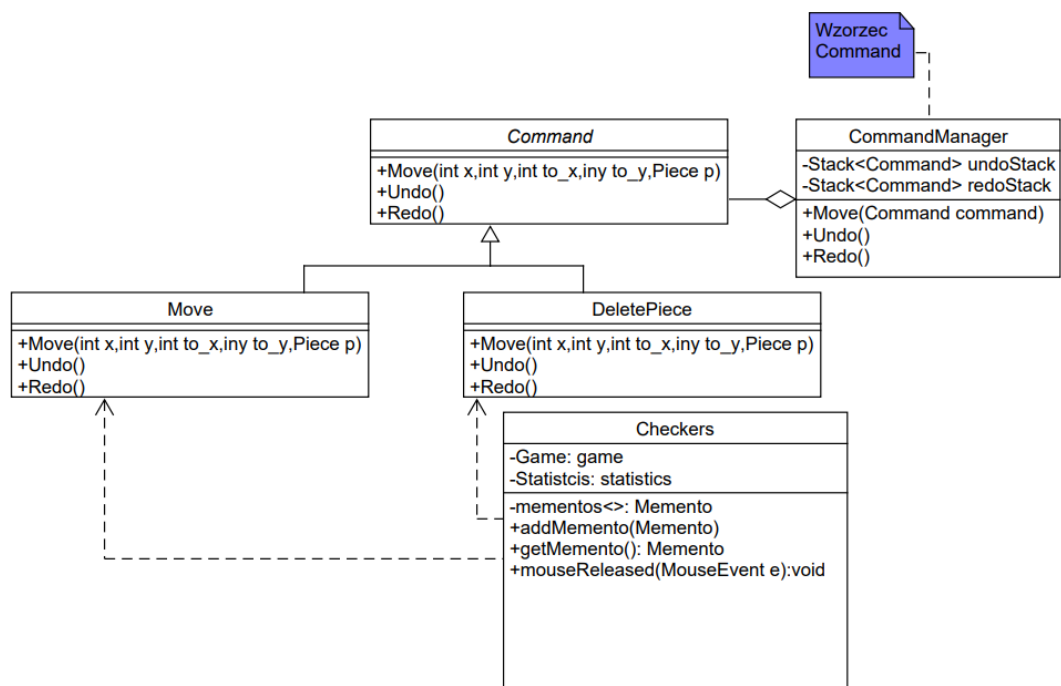 Wzorzec
Command
Command
+Move(int x,int y,int to_x,iny to_y,Piece p)
+Undo()
+Redo()
CommandManager
-Stack<Command> undoStack
-Stack<Command> redoStack
+Move(Command command)
+Undo()
+Redo()
Move
+Move(int x,int y,int to_x,iny to_y,Piece p)
+Undo()
+Redo()
DeletePiece
+Move(int x,int y,int to_x,iny to_y,Piece p)
+Undo()
+Redo()
Checkers
-Game: game
-Statistcis: statistics
-mementos<>: Memento
+addMemento(Memento)
+getMemento(): Memento
+mouseReleased(MouseEvent e):void